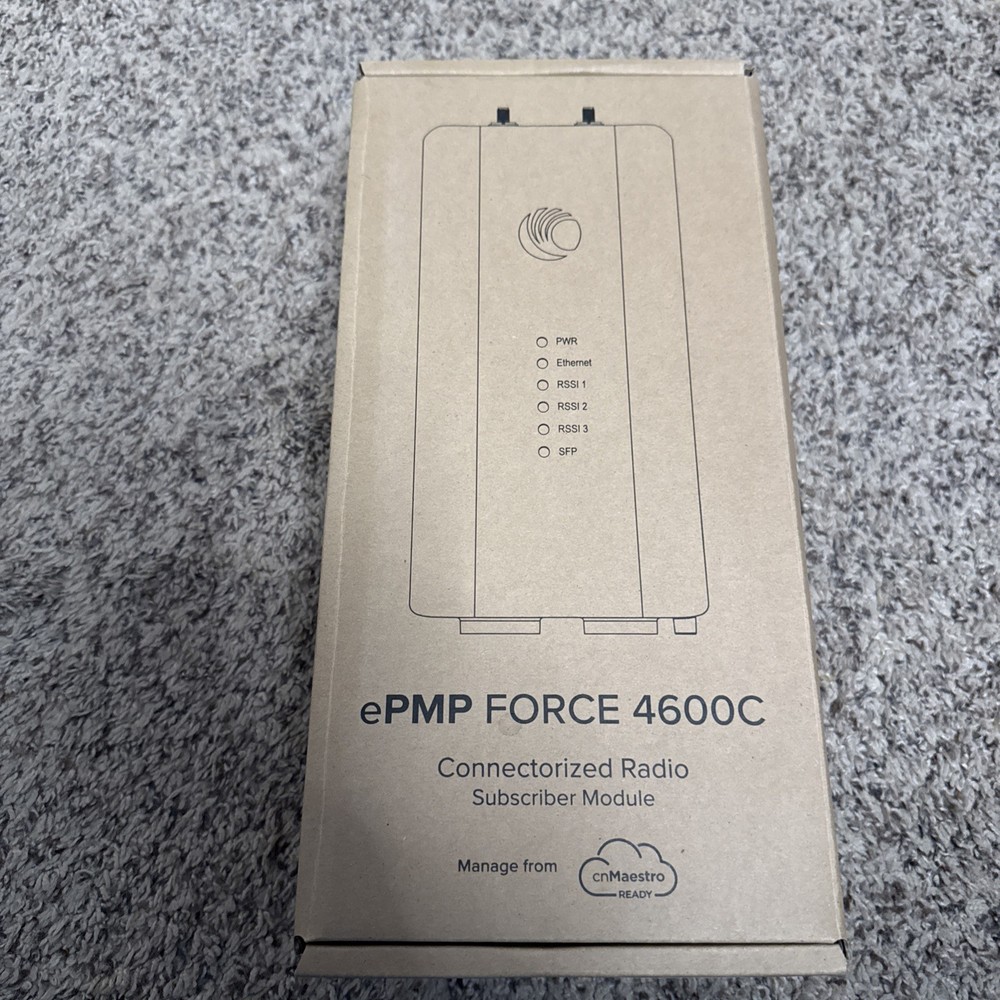 PWR
Ethernet
RSSI 1
RSSI 2
RSSI 3
SFP
ePMP FORCE 4600C
Connectorized Radio
Subscriber Module
Manage from
cnMaestro
READY